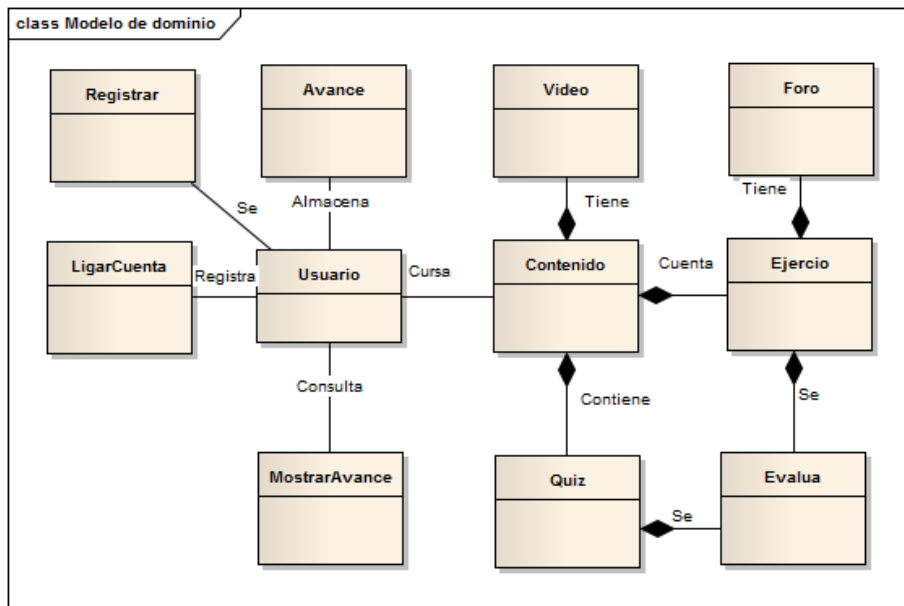 class Modelo de dominio
Registrar
Avance
Video
Foro
Se
Almacena
Tiene
Tiene
LigarCuenta
Registra
Usuario
Cursa
Contenido
Cuenta
Ejercio
Consulta
Contiene
Se
MostrarAvance
Quiz
Se
Evalua